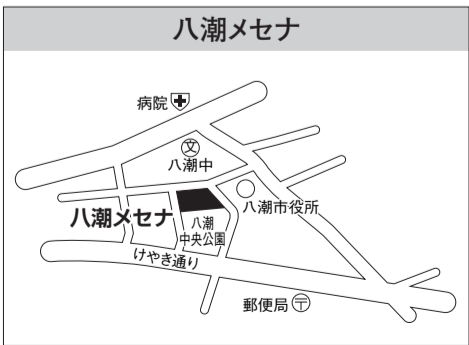 八潮メセナ
病院
文
八潮中
八潮市役所
八潮メセナ
八潮
中央公園
けやき通り
郵便局〒